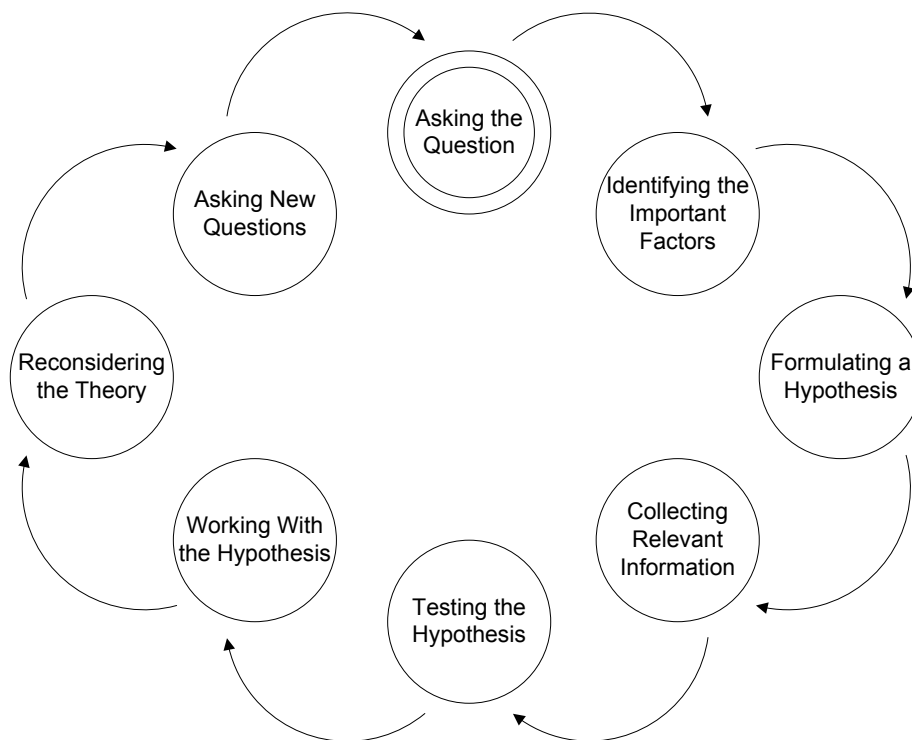 Asking the
Question
Identifying the
Important
Factors
Formulating a
Hypothesis
Collecting
Relevant
Information
Testing the
Hypothesis
Working With
the Hypothesis
Reconsidering
the Theory
Asking New
Questions